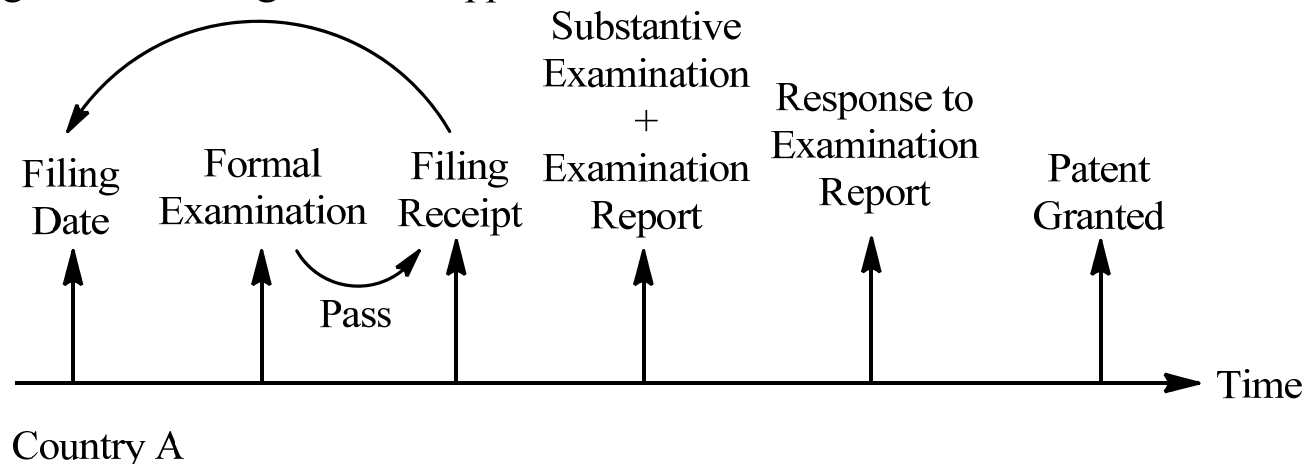 Filing
Date
Formal
Examination
Pass
Filing
Receipt
Substantive
Examination
+
Examination
Report
Response to
Examination
Report
Patent
Granted
Time
Country A